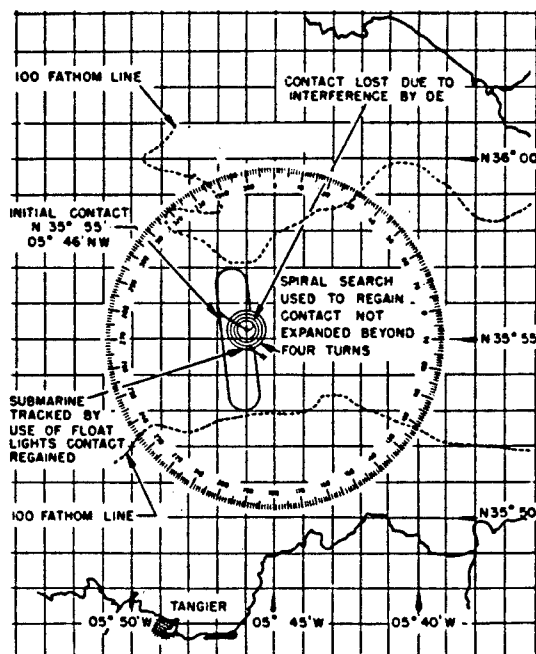 100 FATHOM LINE
CONTACT LOST DUE TO
INTERFERENCE BY DE
N 36° 00'
INITIAL CONTACT
N 35° 55'
05° 46' NW
SPIRAL SEARCH
USED TO REGAIN
CONTACT NOT
EXPANDED BEYOND
FOUR TURNS
N 35° 55'
SUBMARINE
TRACKED BY
USE OF FLOAT
LIGHTS CONTACT
REGAINED
100 FATHOM LINE
N 35° 50'
TANGIER
05° 50' W
05° 45' W
05° 40' W